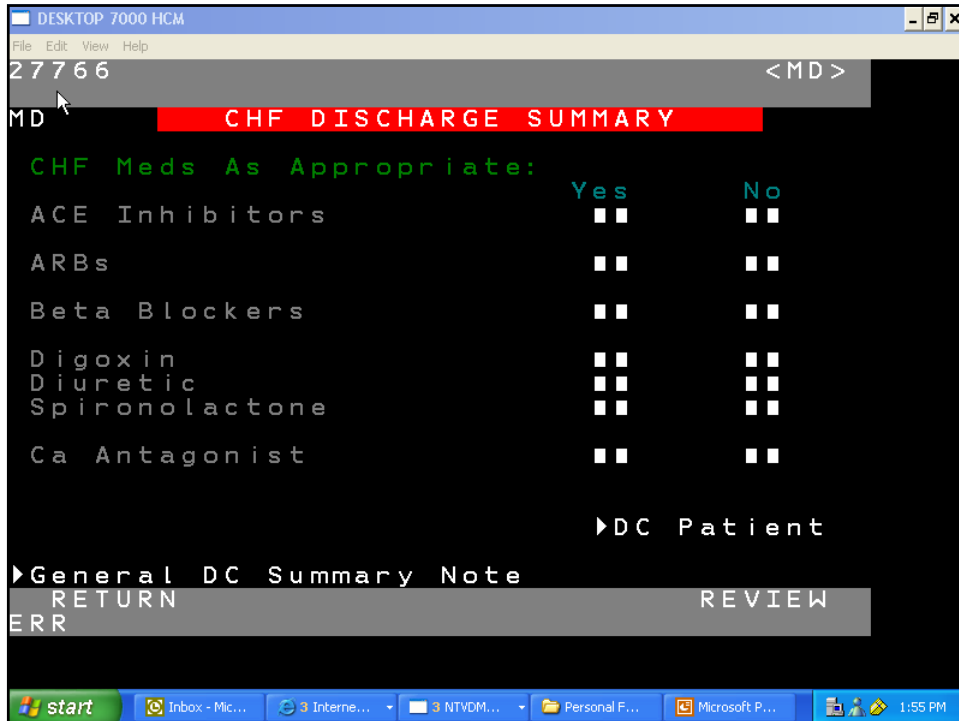 DESKTOP 7000 HCM
File Edit View Help
27766 <MD>
MD CHF DISCHARGE SUMMARY
CHF Meds As Appropriate:
Yes No
ACE Inhibitors
ARBs
Beta Blockers
Digoxin
Diuretic
Spironolactone
Ca Antagonist
DC Patient
General DC Summary Note
RETURN REVIEW
ERR
start Inbox - Mic... 3 Interne... 3 NTVDM... Personal F... Microsoft P... 1:55 PM